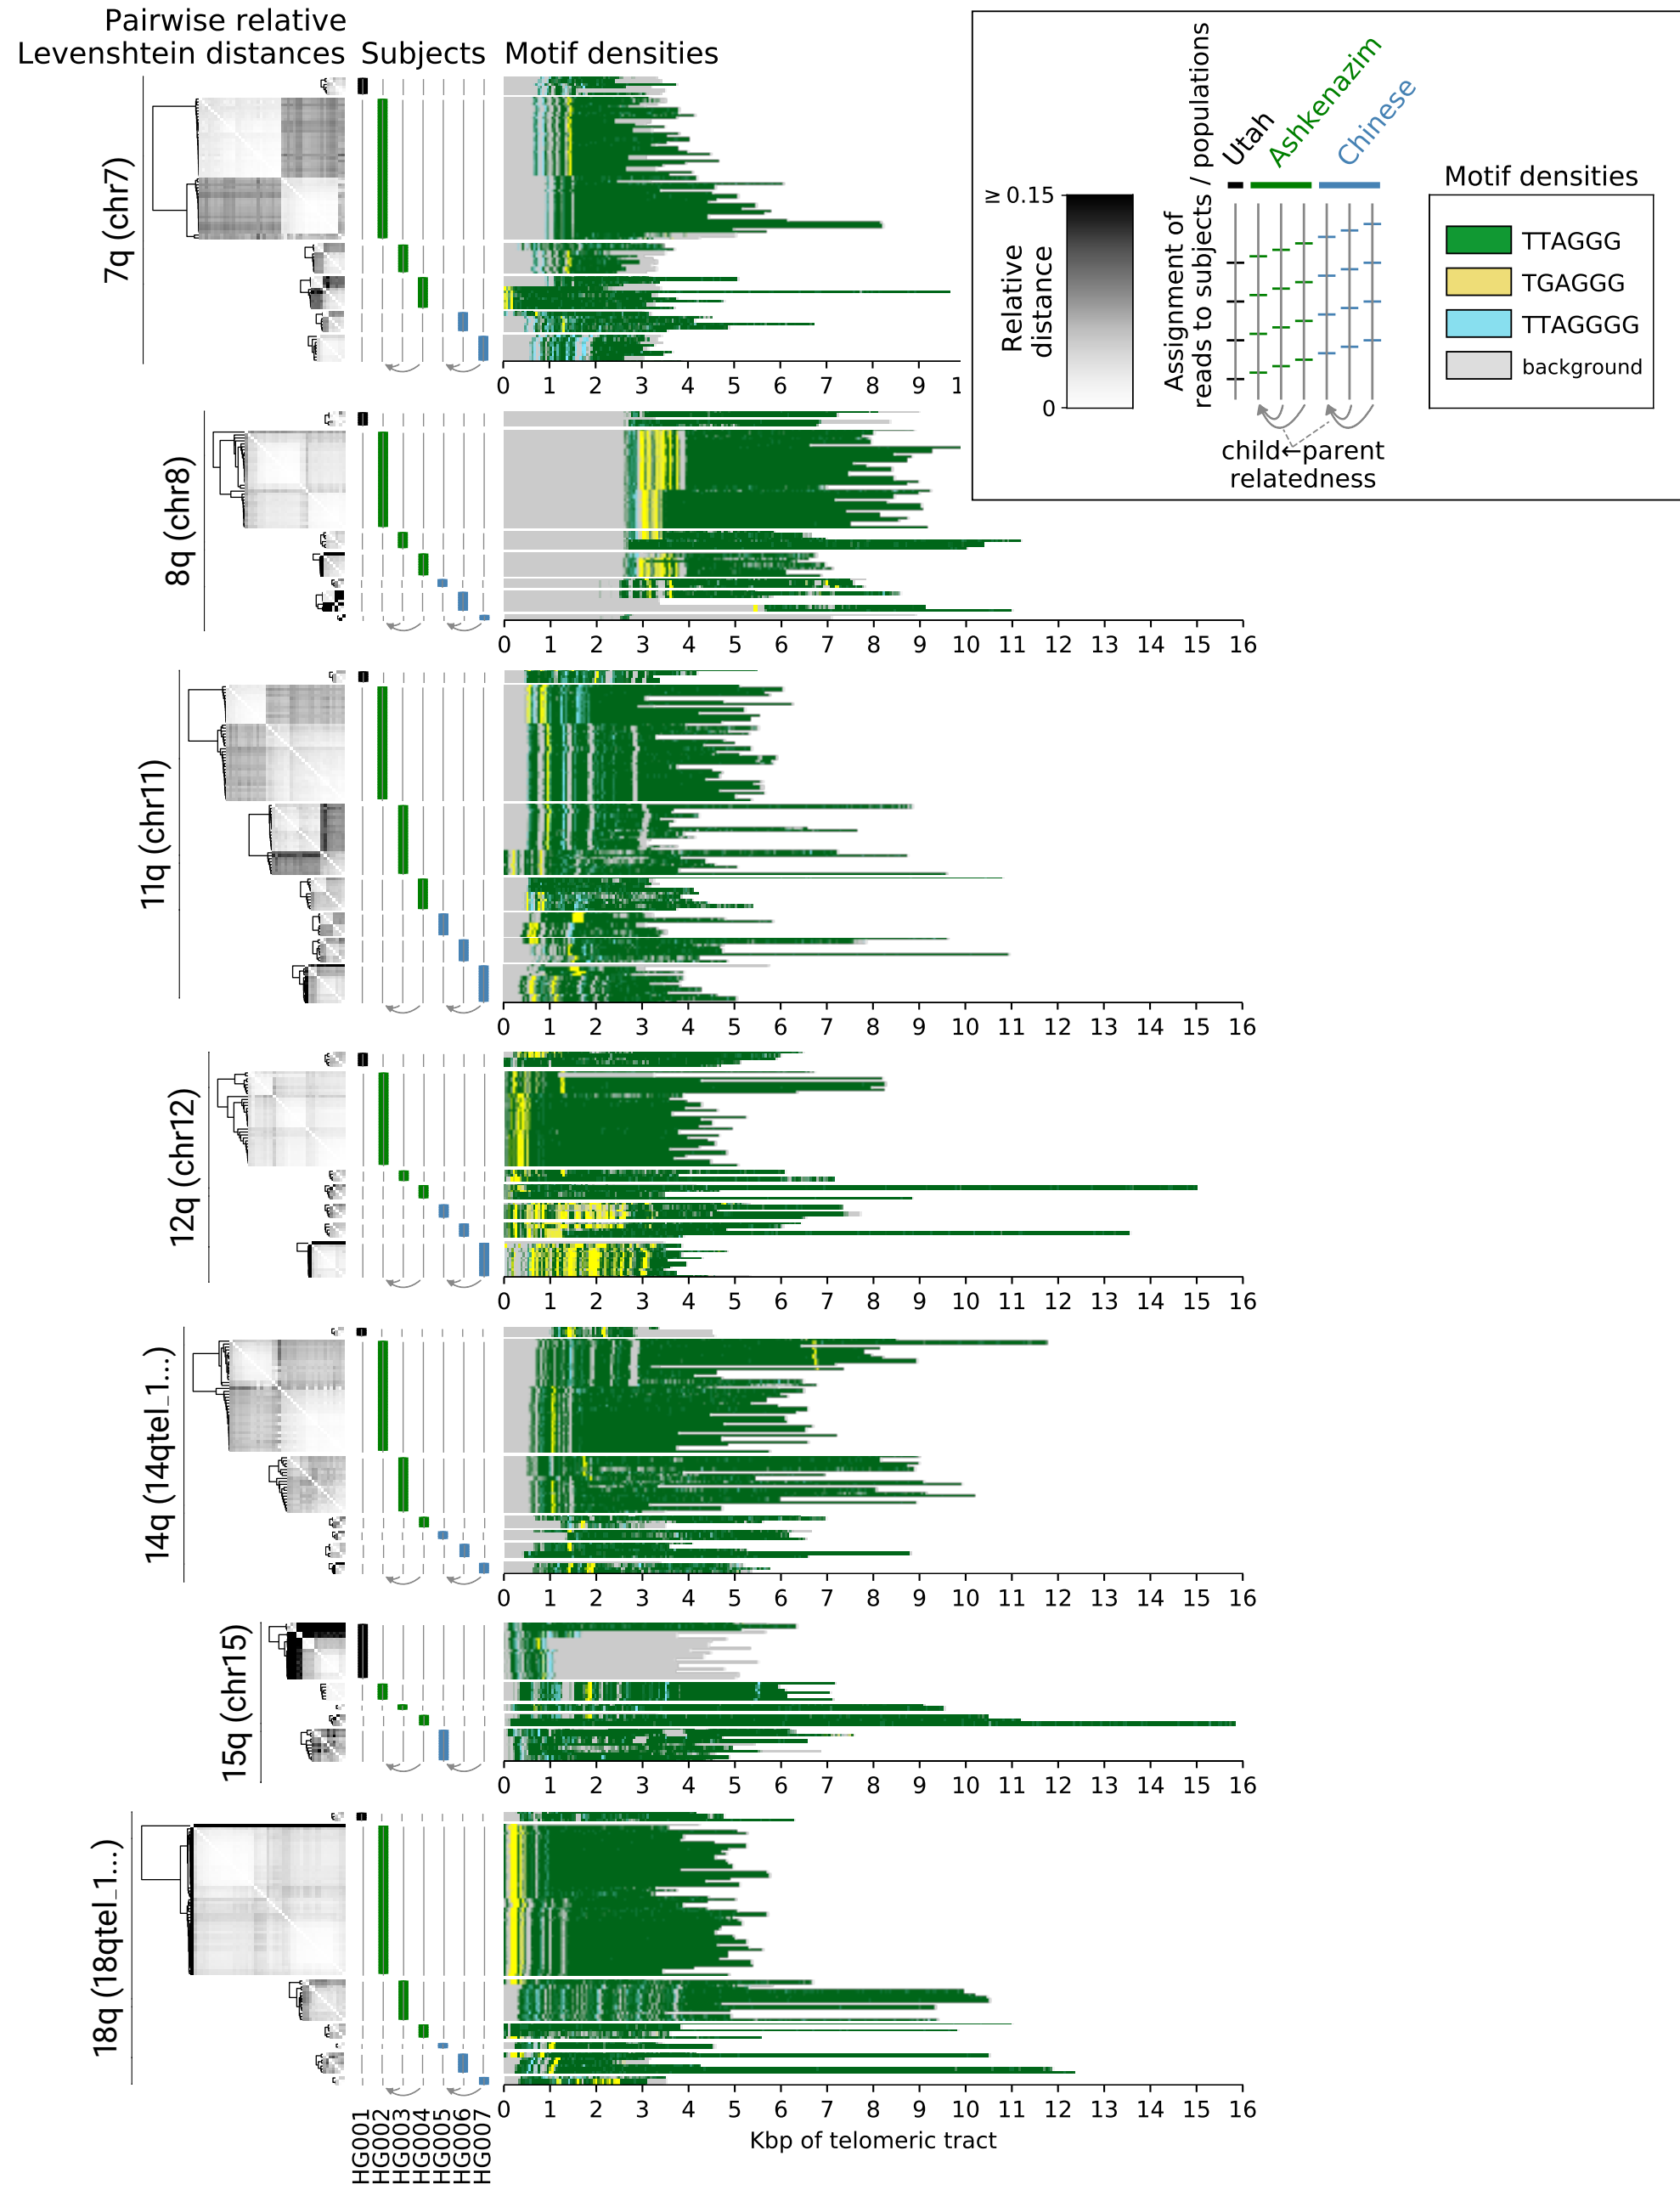 Pairwise relative
Levenshtein distances Subjects Motif densities
Assignment of
reads to subjects / populations
Utah
Ashkenazim
Chinese
≥ 0.15
Relative
distance
0
child←parent
relatedness
Motif densities
TTAGGG
TGAGGG
TTAGGGG
background
7q (chr7)
0 1 2 3 4 5 6 7 8 9 1
8q (chr8)
0 1 2 3 4 5 6 7 8 9 10 11 12 13 14 15 16
11q (chr11)
0 1 2 3 4 5 6 7 8 9 10 11 12 13 14 15 16
12q (chr12)
0 1 2 3 4 5 6 7 8 9 10 11 12 13 14 15 16
14q (14qtel_1...)
0 1 2 3 4 5 6 7 8 9 10 11 12 13 14 15 16
15q (chr15)
0 1 2 3 4 5 6 7 8 9 10 11 12 13 14 15 16
18q (18qtel_1...)
0 1 2 3 4 5 6 7 8 9 10 11 12 13 14 15 16
HG001
HG002
HG003
HG004
HG005
HG006
HG007
Kbp of telomeric tract